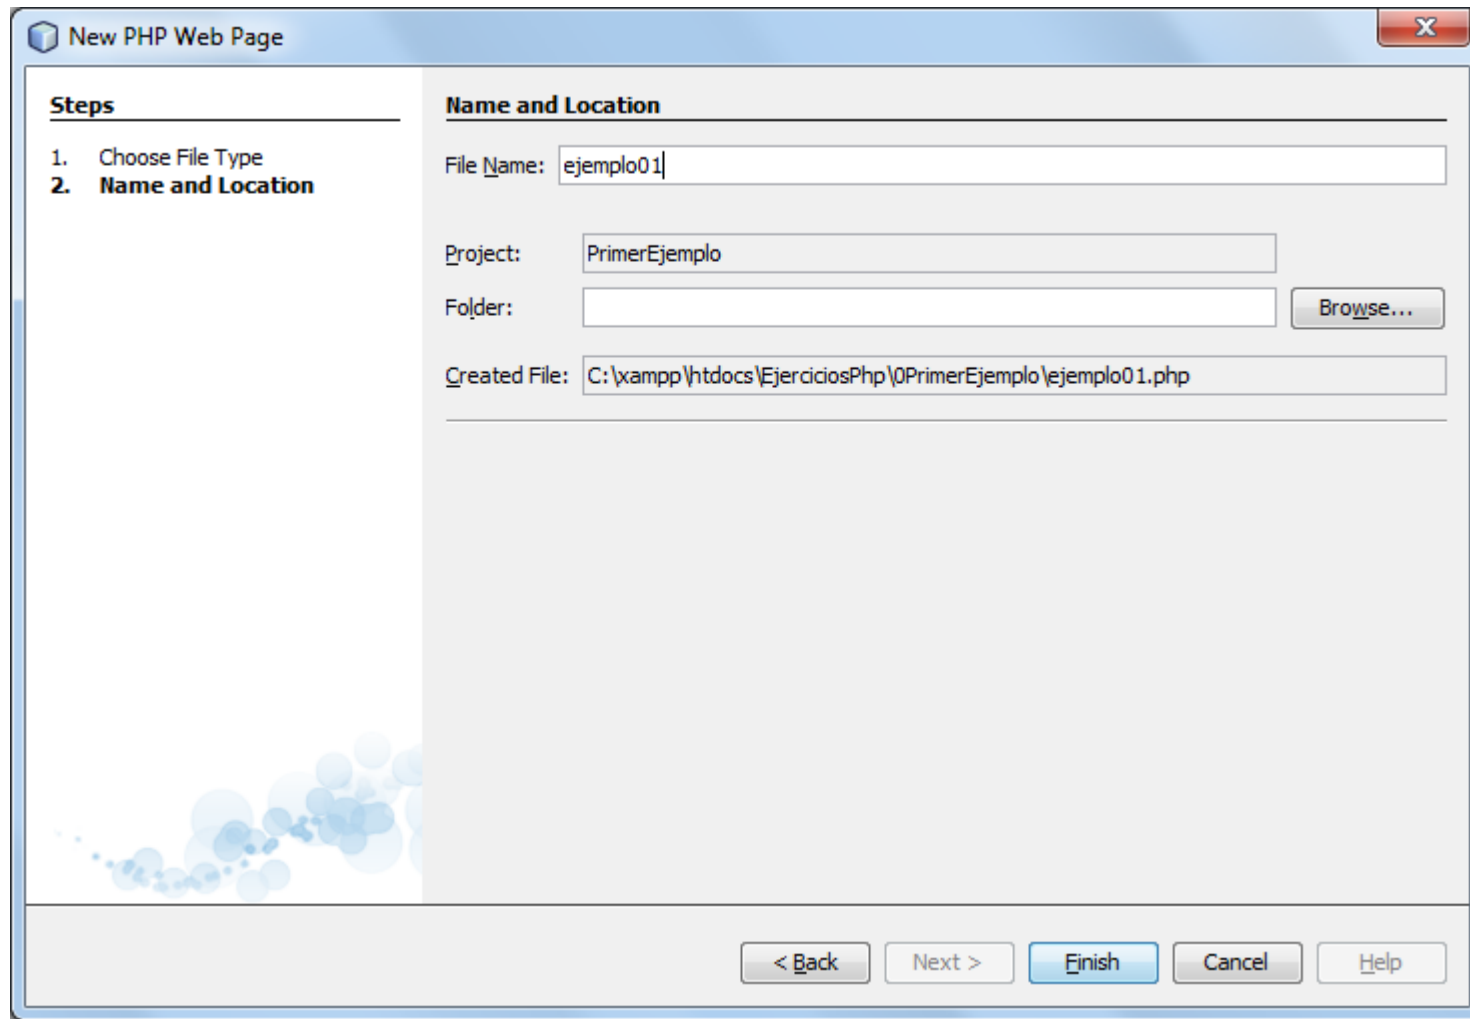 New PHP Web Page
X
Steps
1. Choose File Type
2. Name and Location
Name and Location
File Name: ejemplo01
Project: PrimerEjemplo
Folder:
Browse...
Created File: C:\xampp\htdocs\EjerciciosPhp\0PrimerEjemplo\ejemplo01.php
< Back
Next >
Finish
Cancel
Help